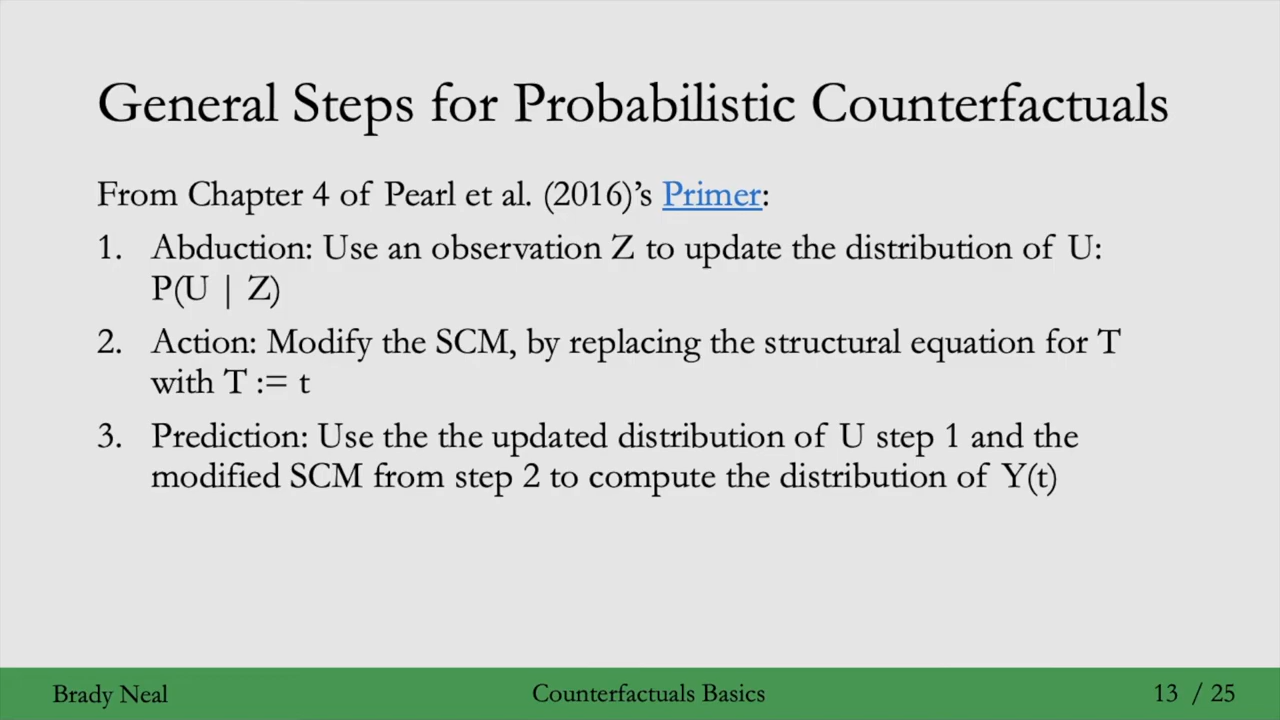 General Steps for Probabilistic Counterfactuals
From Chapter 4 of Pearl et al. (2016)’s Primer:
1. Abduction: Use an observation Z to update the distribution of U:
P(U | Z)
2. Action: Modify the SCM, by replacing the structural equation for T
with T := t
3. Prediction: Use the the updated distribution of U step 1 and the
modified SCM from step 2 to compute the distribution of Y(t)
Brady Neal Counterfactuals Basics 13 / 25